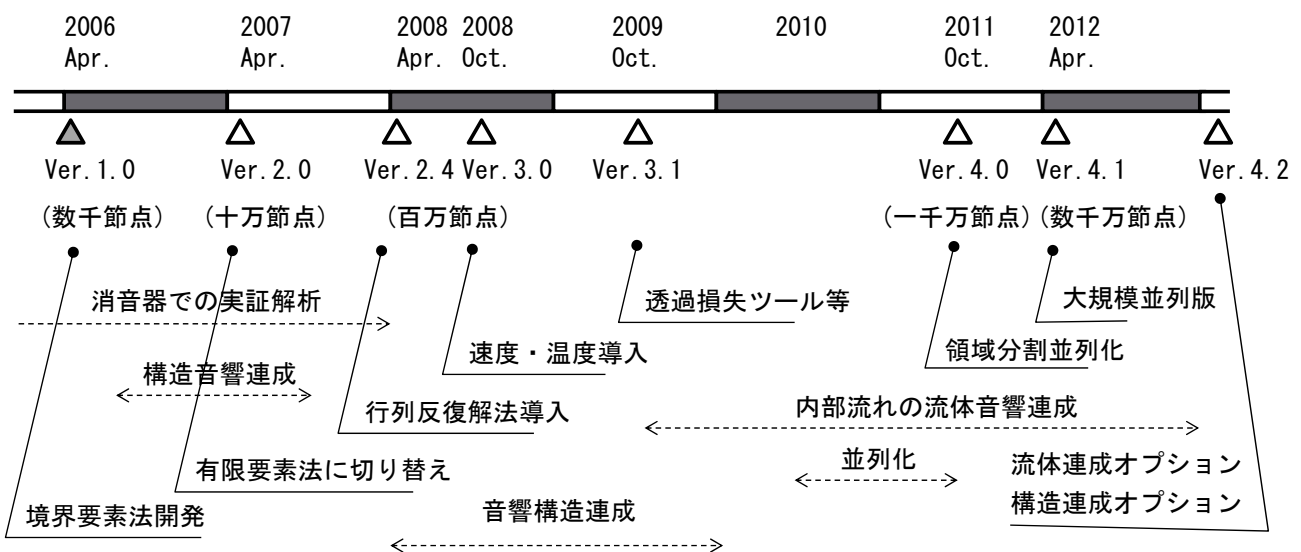 2006 2007 2008 2008 2009 2010 2011 2012
Apr. Apr. Apr. Oct. Oct. Oct. Apr.
Ver.1.0 Ver.2.0 Ver.2.4 Ver.3.0 Ver.3.1 Ver.4.0 Ver.4.1 Ver.4.2
(数千節点) (十万節点) (百万節点) (一千万節点) (数千万節点)
消音器での実証解析 透過損失ツール等 大規模並列版
速度・温度導入 領域分割並列化
構造音響連成
行列反復解法導入 内部流れの流体音響連成
有限要素法に切り替え 並列化 流体連成オプション
境界要素法開発 音響構造連成 構造連成オプション